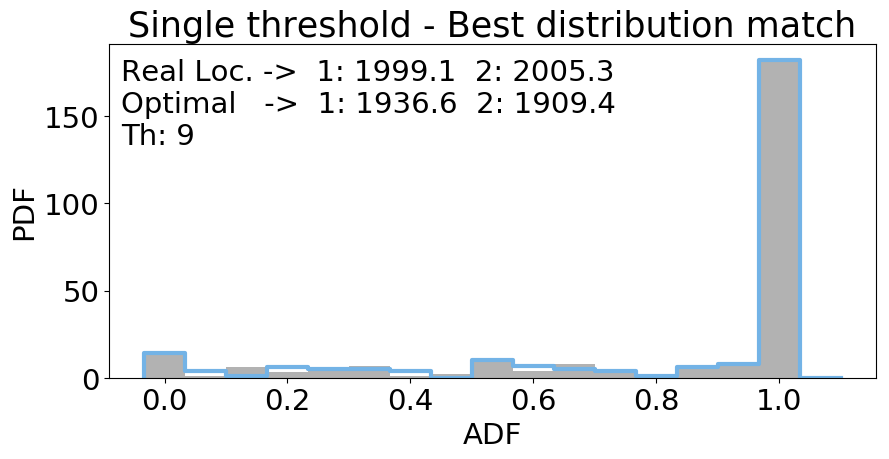 Single threshold - Best distribution match
Real Loc. -> 1: 1999.1 2: 2005.3
Optimal -> 1: 1936.6 2: 1909.4
Th: 9
150
100
50
0
PDF
0.0 0.2 0.4 0.6 0.8 1.0
ADF